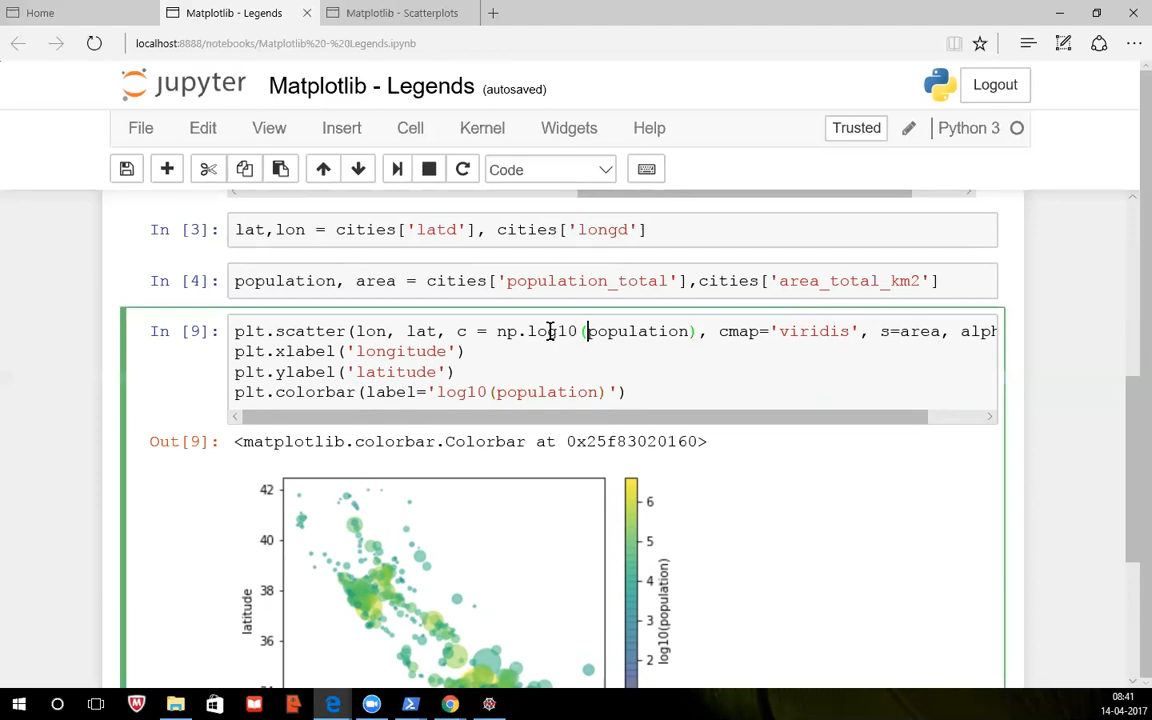 Home
Matplotlib - Legends
Matplotlib - Scatterplots
localhost:8888/notebooks/Matplotlib%20-%20Legends.ipynb
jupyter
Matplotlib - Legends (autosaved)
Logout
File Edit View Insert Cell Kernel Widgets Help
Trusted
Python 3
Code
In [3]: lat,lon = cities['latd'], cities['longd']
In [4]: population, area = cities['population_total'],cities['area_total_km2']
In [9]: plt.scatter(lon, lat, c = np.log10(population), cmap='viridis', s=area, alph
plt.xlabel('longitude')
plt.ylabel('latitude')
plt.colorbar(label='log10(population)')
Out[9]: <matplotlib.colorbar.Colorbar at 0x25f83020160>
42
40
38
36
34
latitude
6
5
4
3
2
log10(population)
08:41
14-04-2017